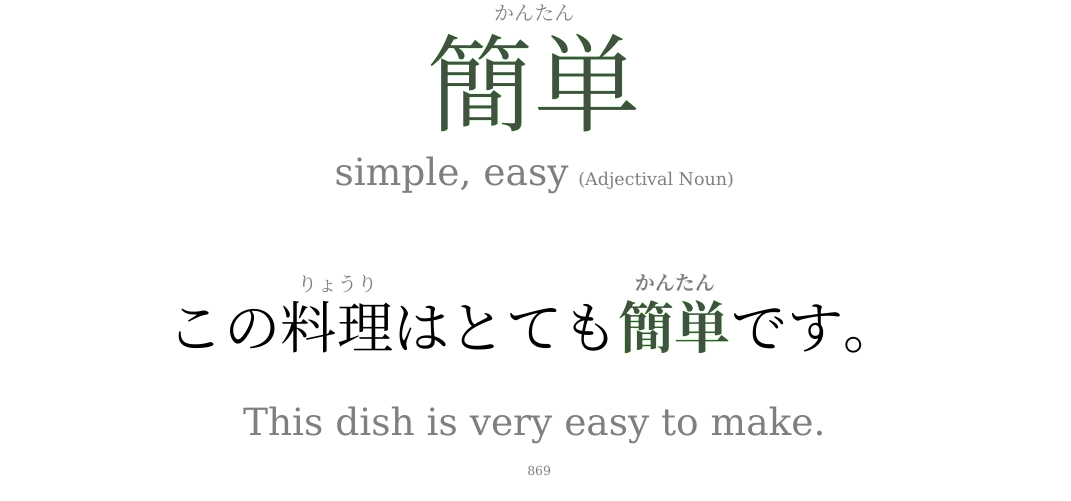 かんたん
簡単
simple, easy (Adjectival Noun)
りょうり かんたん
この料理はとても簡単です。
This dish is very easy to make.
869